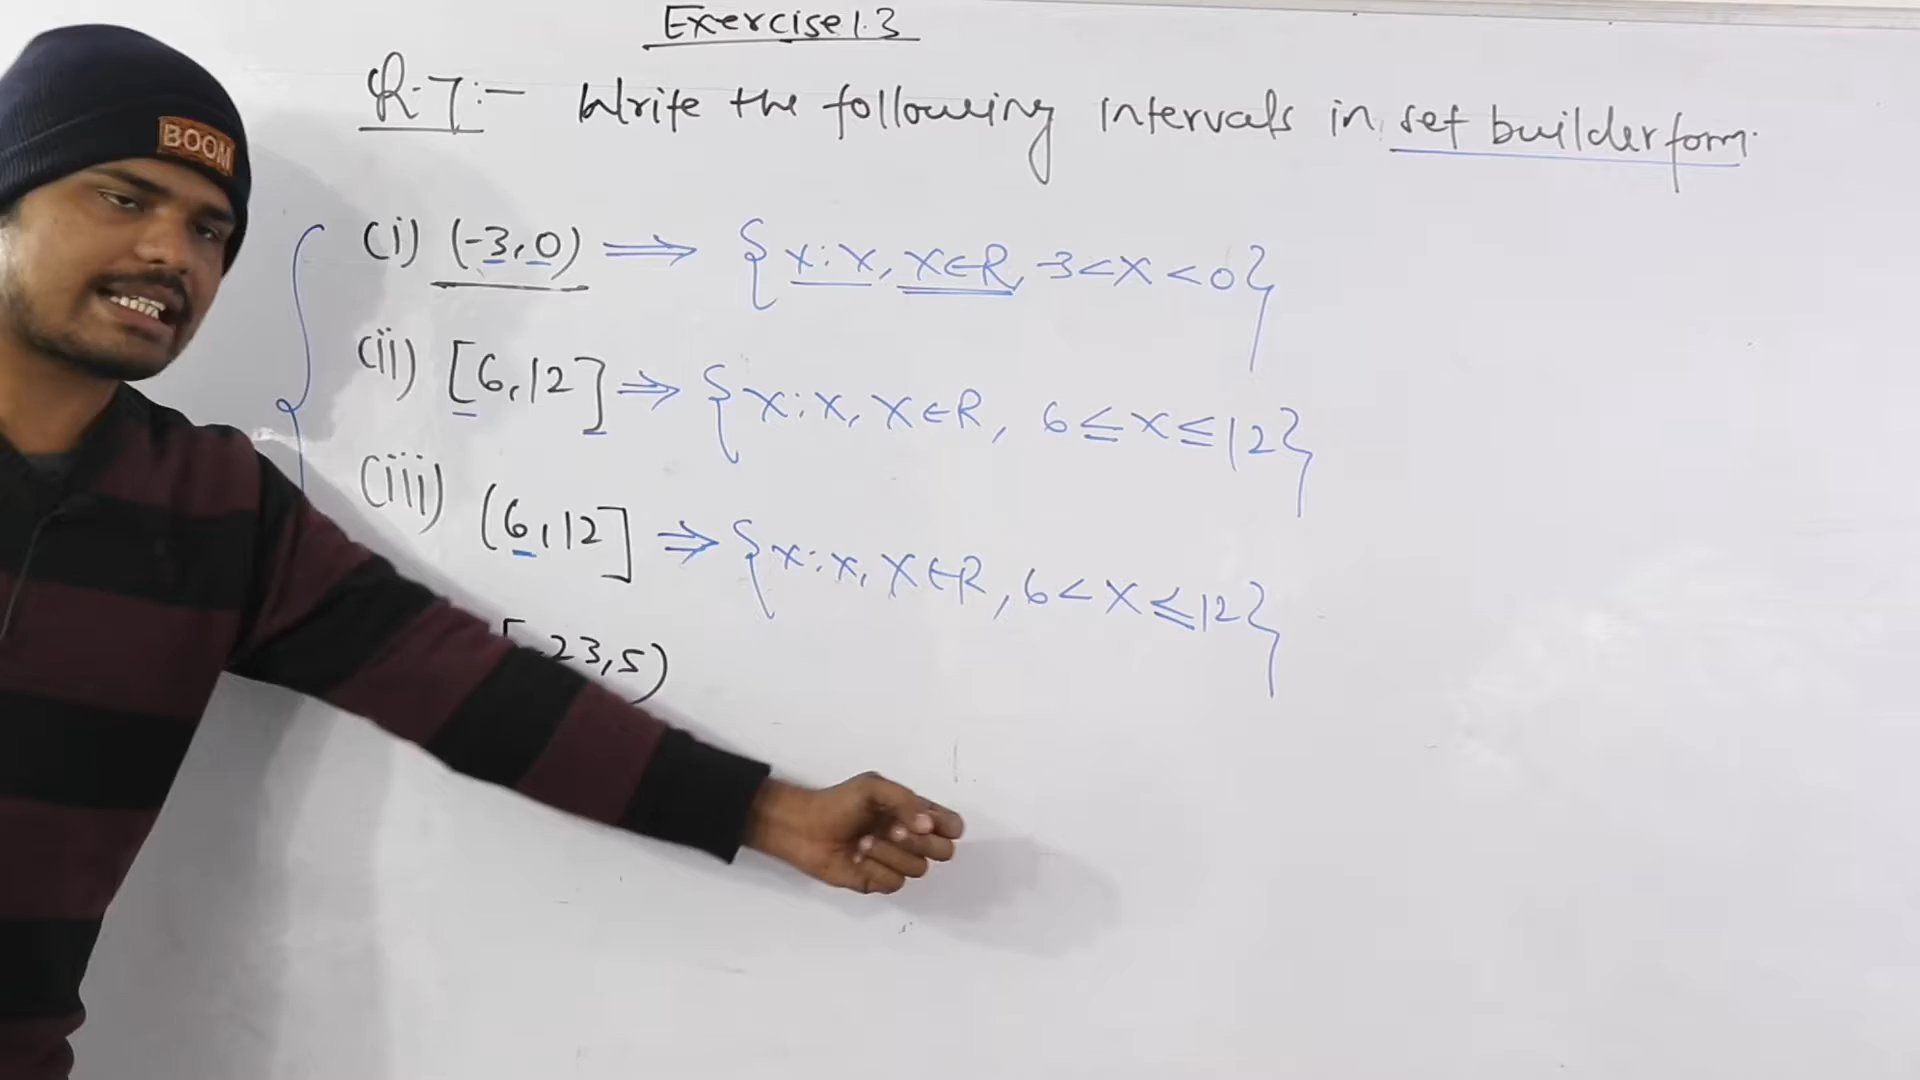 Exercise 1.3
Q.7:- Write the following intervals in set builder form.
BOOM
(i) (-3,0) ⟹ {x:x, x∈R, -3<x<0}
(ii) [6,12] ⟹ {x:x, x∈R, 6≤x≤12}
(iii) (6,12] ⟹ {x:x, x∈R, 6<x≤12}
[-23,5)